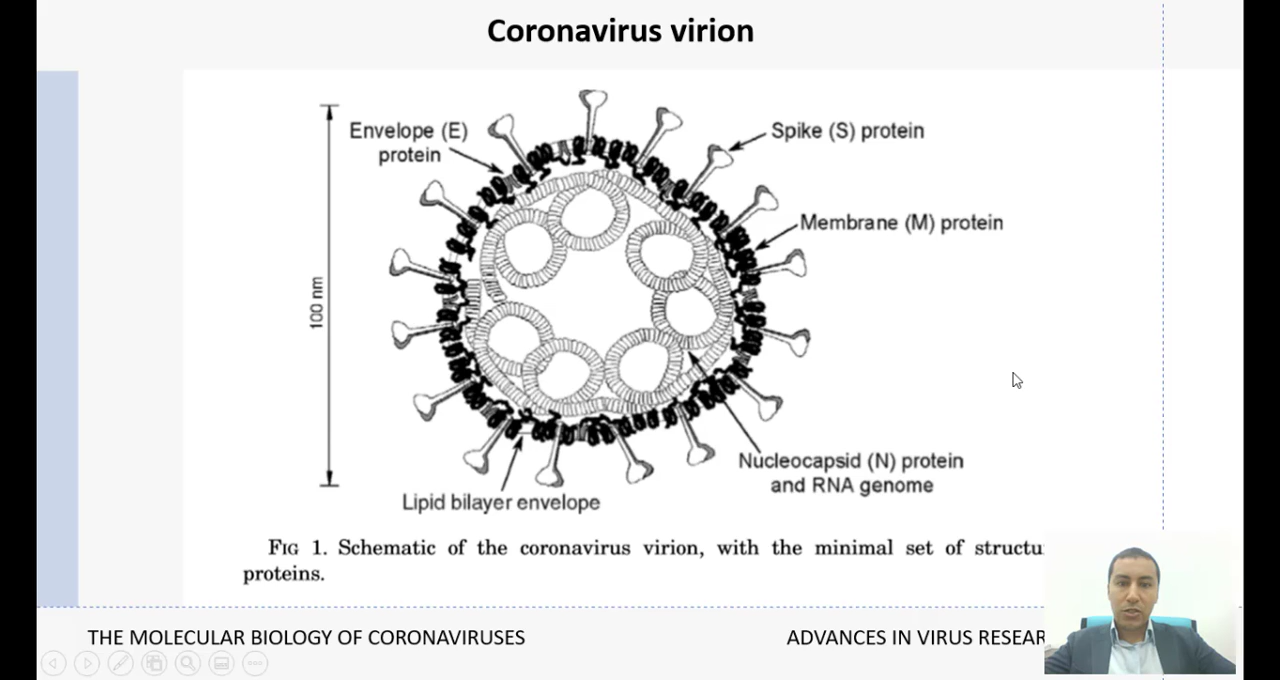 Coronavirus virion
Envelope (E)
protein
Spike (S) protein
Membrane (M) protein
100 nm
Nucleocapsid (N) protein
and RNA genome
Lipid bilayer envelope
FIG 1. Schematic of the coronavirus virion, with the minimal set of
proteins.
THE MOLECULAR BIOLOGY OF CORONAVIRUSES
ADVANCES IN VIRUS